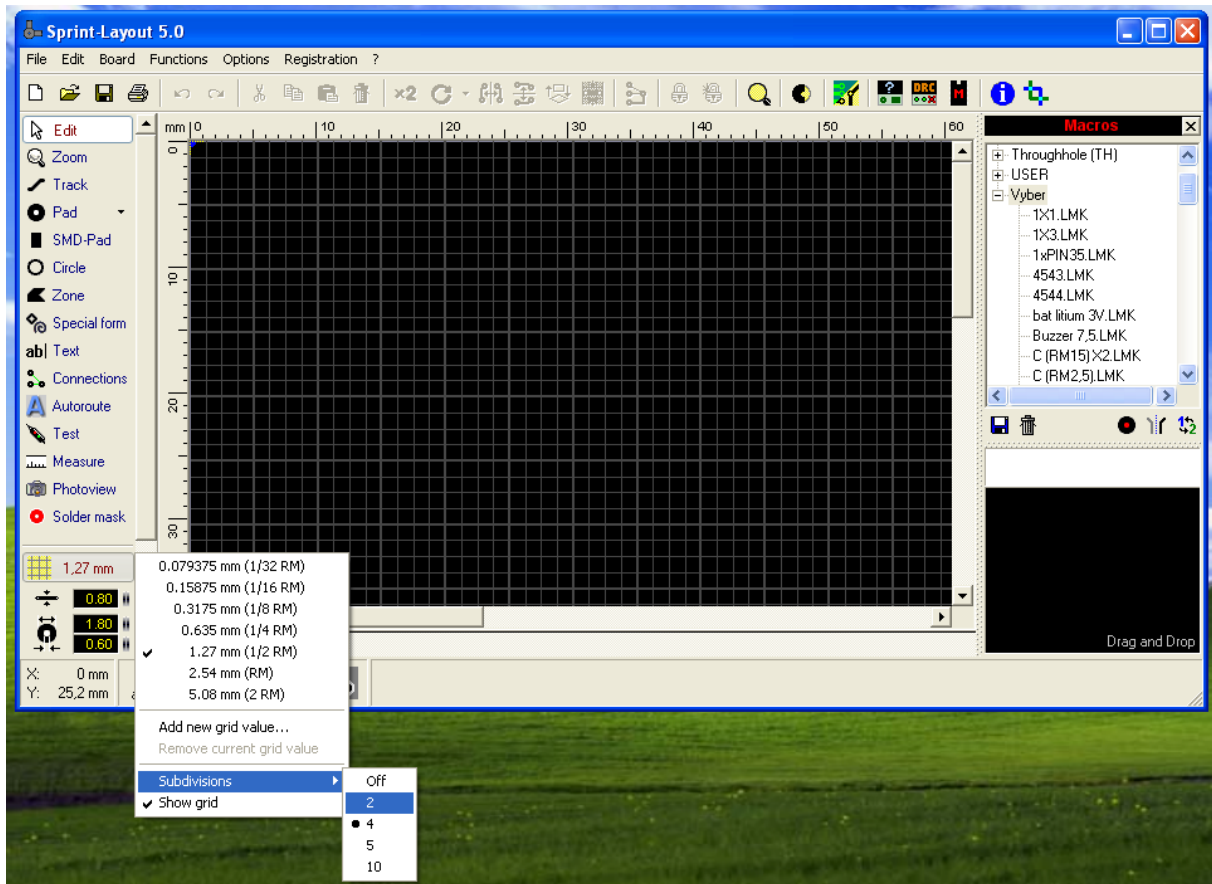 Sprint-Layout 5.0
File Edit Board Functions Options Registration ?
x2
?
DRC
M
i
Edit
Zoom
Track
Pad
SMD-Pad
Circle
Zone
Special form
ab| Text
Connections
A Autoroute
Test
Measure
Photoview
Solder mask
1,27 mm
0.80
1.80
0.60
X: 0 mm
Y: 25,2 mm
mm 0 10 20 30 40 50 60
0
10
20
30
Macros
Throughhole (TH)
USER
Vyber
1X1.LMK
1X3.LMK
1xPIN35.LMK
4543.LMK
4544.LMK
bat litium 3V.LMK
Buzzer 7,5.LMK
C (RM15) X2.LMK
C (RM2,5).LMK
1 2
Drag and Drop
0.079375 mm (1/32 RM)
0.15875 mm (1/16 RM)
0.3175 mm (1/8 RM)
0.635 mm (1/4 RM)
1.27 mm (1/2 RM)
2.54 mm (RM)
5.08 mm (2 RM)
Add new grid value...
Remove current grid value
Subdivisions
Show grid
Off
2
4
5
10